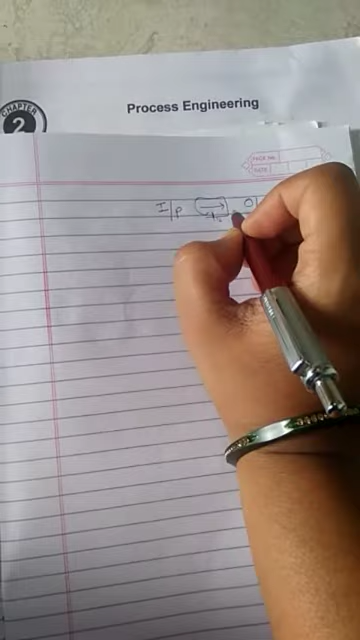 CHAPTER
2
Process Engineering
PAGE No.
DATE
I/p → O